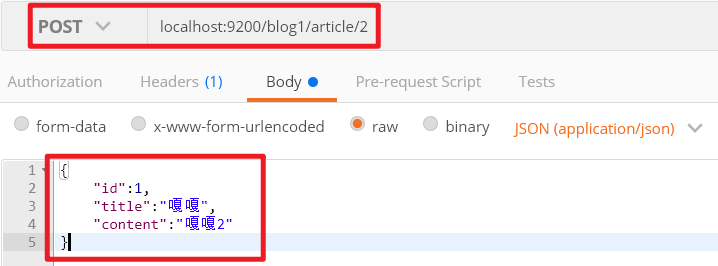 POST localhost:9200/blog1/article/2
Authorization Headers (1) Body Pre-request Script Tests
form-data x-www-form-urlencoded raw binary JSON (application/json)
1 {
2 "id":1,
3 "title":"嘎嘎",
4 "content":"嘎嘎2"
5 }